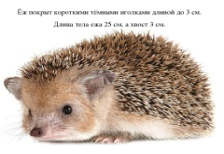 Ёж покрыт короткими тёмными иголками длиной до 3 см.
Длина тела ежа 25 см. а хвост 3 см.